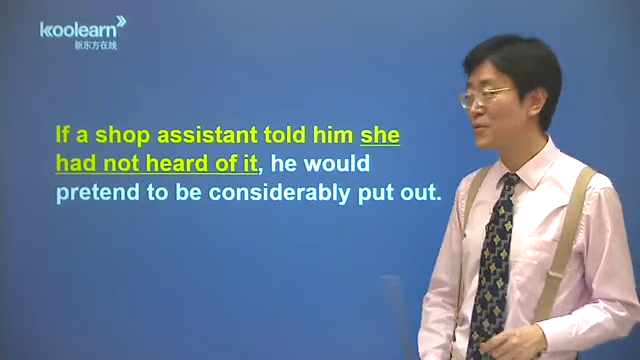 koolearn
新东方在线
If a shop assistant told him she
had not heard of it, he would
pretend to be considerably put out.